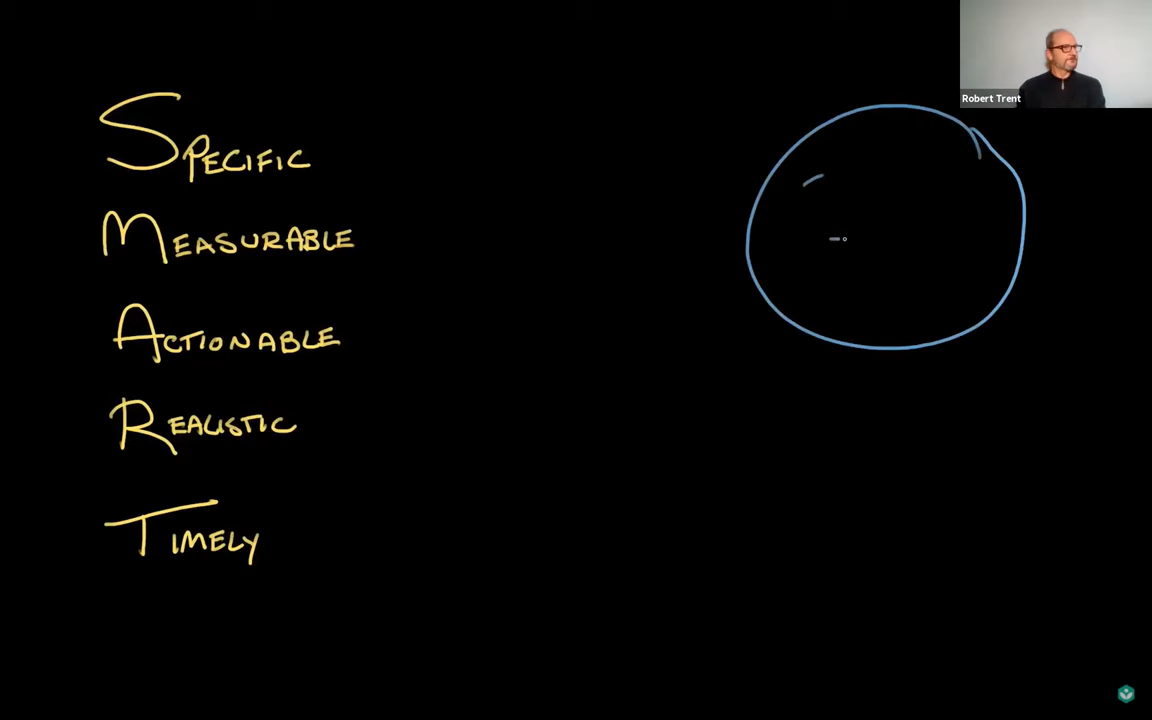 Robert Trent
SPECIFIC
MEASURABLE
ACTIONABLE
REALISTIC
TIMELY